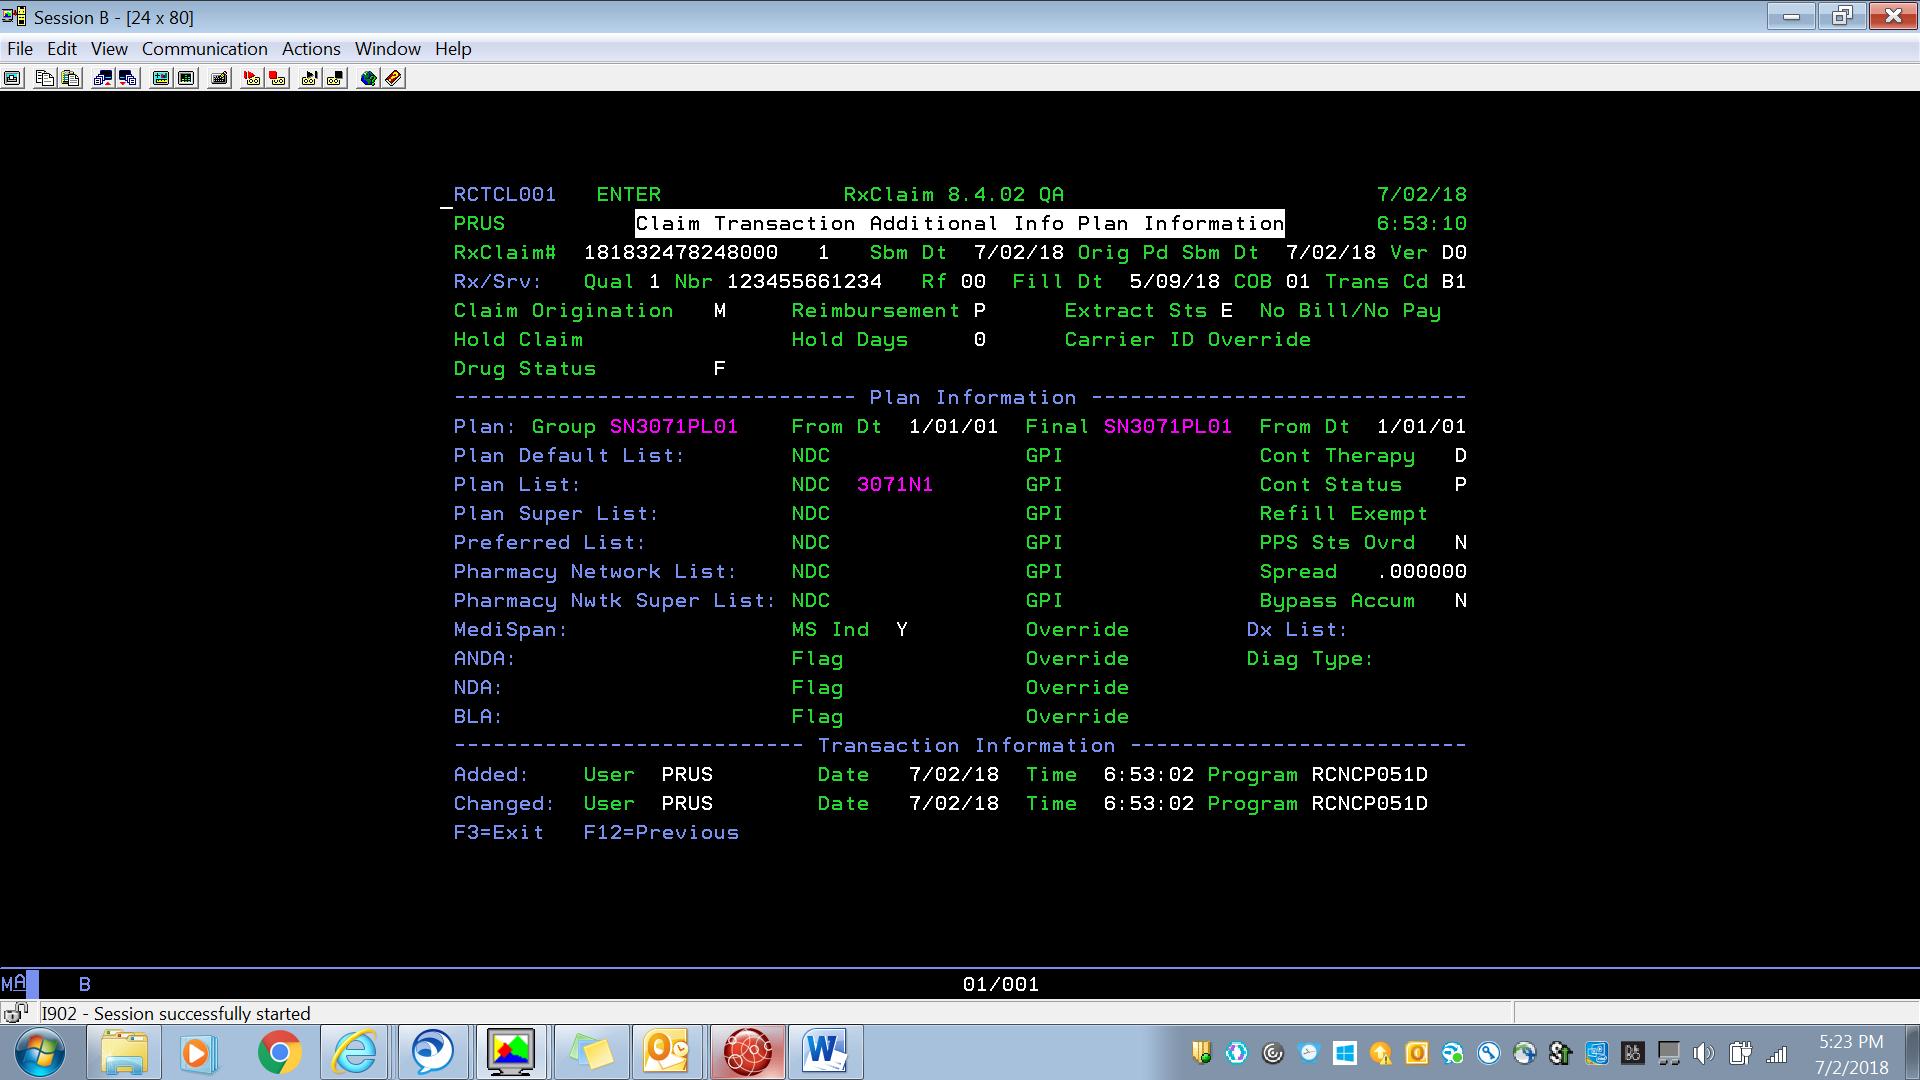 Session B - [24 x 80]
File Edit View Communication Actions Window Help
RCTCL001 ENTER RxClaim 8.4.02 QA 7/02/18
PRUS Claim Transaction Additional Info Plan Information 6:53:10
RxClaim# 181832478248000 1 Sbm Dt 7/02/18 Orig Pd Sbm Dt 7/02/18 Ver D0
Rx/Srv: Qual 1 Nbr 123455661234 Rf 00 Fill Dt 5/09/18 COB 01 Trans Cd B1
Claim Origination M Reimbursement P Extract Sts E No Bill/No Pay
Hold Claim Hold Days 0 Carrier ID Override
Drug Status F
------------------------------- Plan Information -----------------------------
Plan: Group SN3071PL01 From Dt 1/01/01 Final SN3071PL01 From Dt 1/01/01
Plan Default List: NDC GPI Cont Therapy D
Plan List: NDC 3071N1 GPI Cont Status P
Plan Super List: NDC GPI Refill Exempt
Preferred List: NDC GPI PPS Sts Ovrd N
Pharmacy Network List: NDC GPI Spread .000000
Pharmacy Nwtk Super List: NDC GPI Bypass Accum N
MediSpan: MS Ind Y Override Dx List:
ANDA: Flag Override Diag Type:
NDA: Flag Override
BLA: Flag Override
--------------------------- Transaction Information --------------------------
Added: User PRUS Date 7/02/18 Time 6:53:02 Program RCNCP051D
Changed: User PRUS Date 7/02/18 Time 6:53:02 Program RCNCP051D
F3=Exit F12=Previous
MA B 01/001
I902 - Session successfully started
5:23 PM
7/2/2018